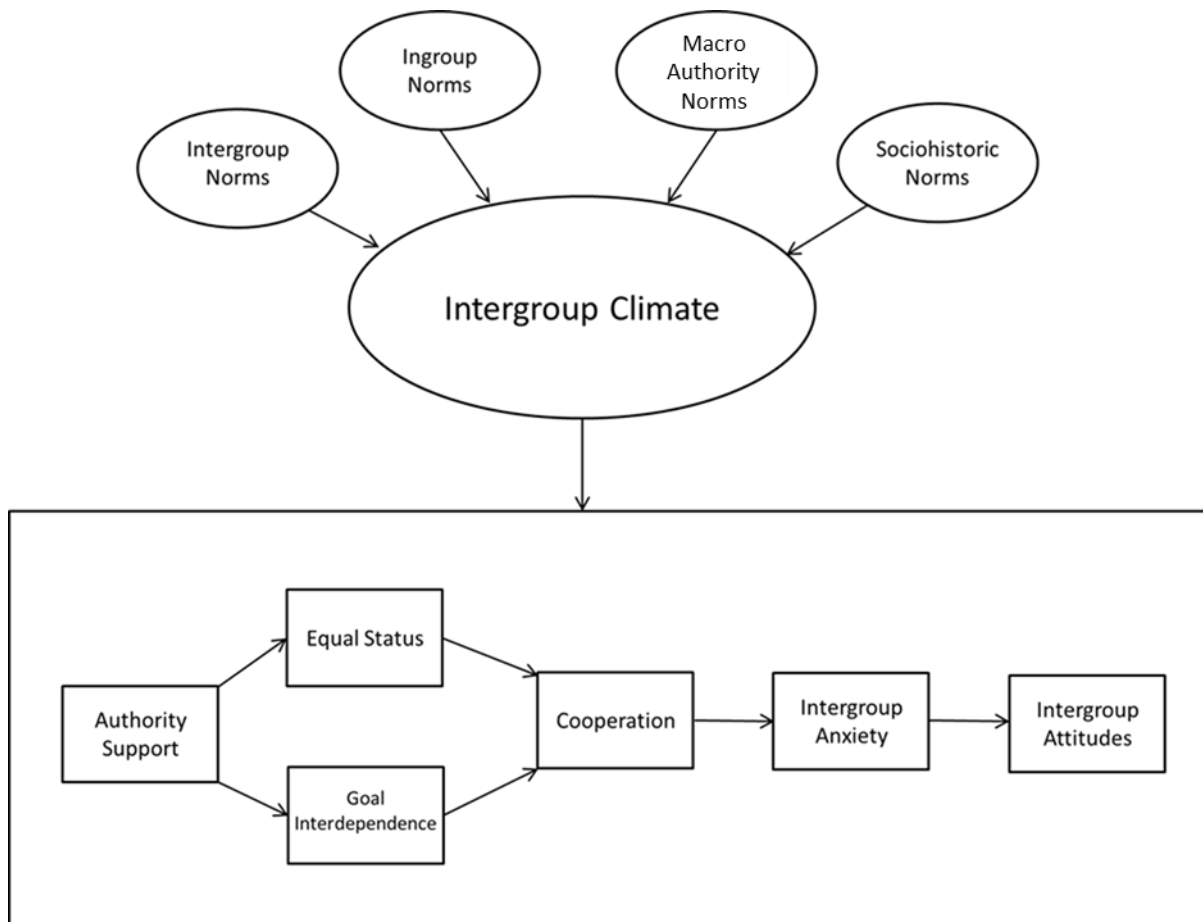 Ingroup
Norms
Macro
Authority
Norms
Intergroup
Norms
Sociohistoric
Norms
Intergroup Climate
Equal Status
Authority
Support
Cooperation
Intergroup
Anxiety
Intergroup
Attitudes
Goal
Interdependence